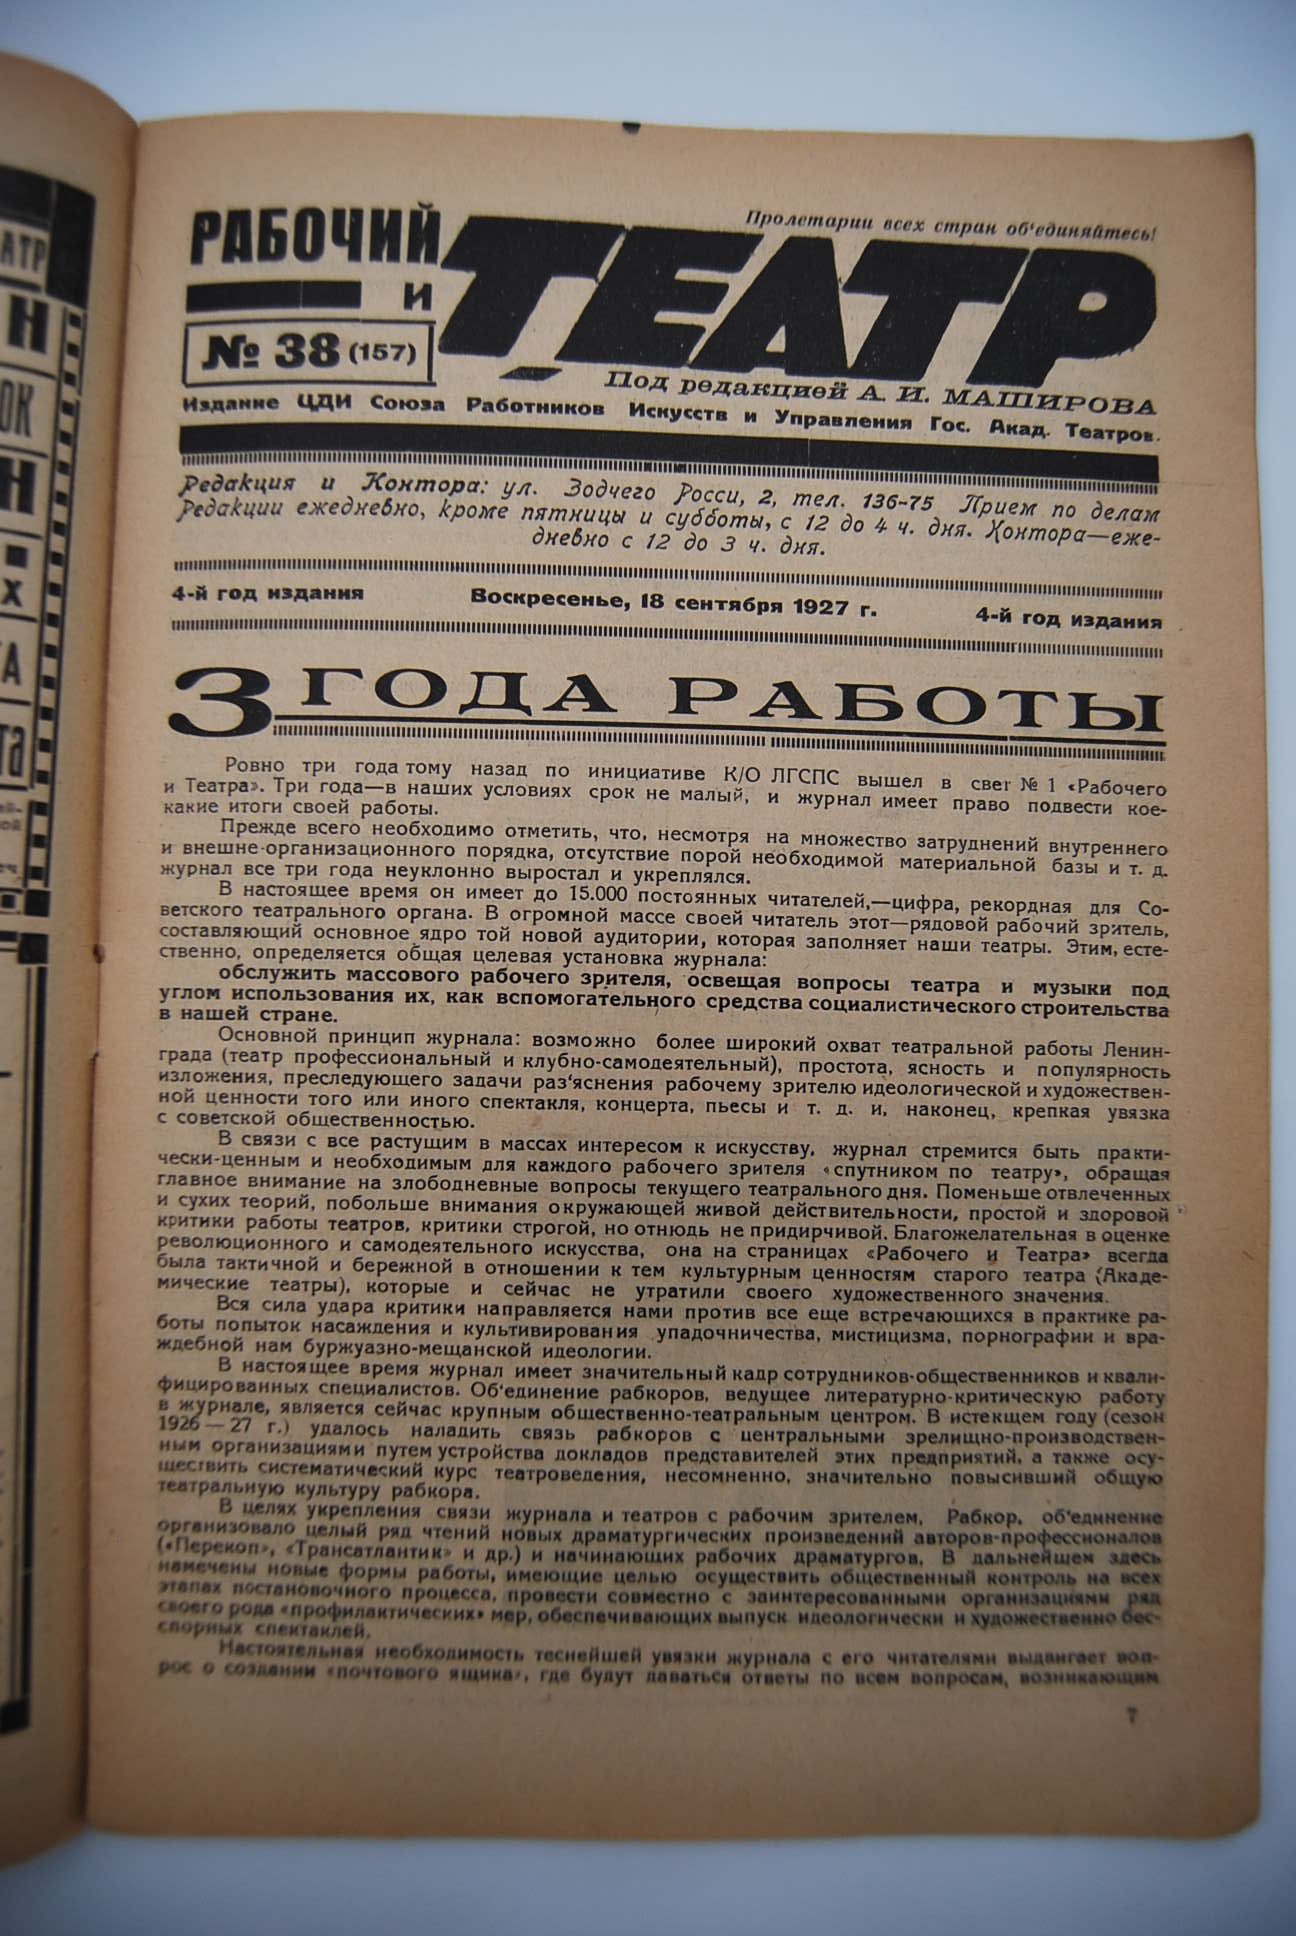 Пролетарии всех стран об‘единяйтесь!
РАБОЧИЙ
и ТЕАТР
№ 38 (157)
Под редакцией А. И. МАШИРОВА
Издание ЦДИ Союза Работников Искусств и Управления Гос. Акад. Театров.
Редакция и Контора: ул. Зодчего Росси, 2, тел. 136-75 Прием по делам
Редакции ежедневно, кроме пятницы и субботы, с 12 до 4 ч. дня. Контора—еже-
дневно с 12 до 3 ч. дня.
4-й год издания Воскресенье, 18 сентября 1927 г. 4-й год издания
3 ГОДА РАБОТЫ
Ровно три года тому назад по инициативе К/О ЛГСПС вышел в свет № 1 «Рабочего
и Театра». Три года—в наших условиях срок не малый, и журнал имеет право подвести кое-
какие итоги своей работы.
Прежде всего необходимо отметить, что, несмотря на множество затруднений внутреннего
и внешне-организационного порядка, отсутствие порой необходимой материальной базы и т. д.
журнал все три года неуклонно выростал и укреплялся.
В настоящее время он имеет до 15.000 постоянных читателей,—цифра, рекордная для Со-
ветского театрального органа. В огромной массе своей читатель этот—рядовой рабочий зритель,
составляющий основное ядро той новой аудитории, которая заполняет наши театры. Этим, есте-
ственно, определяется общая целевая установка журнала:
обслужить массового рабочего зрителя, освещая вопросы театра и музыки под
углом использования их, как вспомогательного средства социалистического строительства
в нашей стране.
Основной принцип журнала: возможно более широкий охват театральной работы Ленин-
града (театр профессиональный и клубно-самодеятельный), простота, ясность и популярность
изложения, преследующего задачи раз‘яснения рабочему зрителю идеологической и художествен-
ной ценности того или иного спектакля, концерта, пьесы и т. д. и, наконец, крепкая увязка
с советской общественностью.
В связи с все растущим в массах интересом к искусству, журнал стремится быть практи-
чески-ценным и необходимым для каждого рабочего зрителя «спутником по театру», обращая
главное внимание на злободневные вопросы текущего театрального дня. Поменьше отвлеченных
и сухих теорий, побольше внимания окружающей живой действительности, простой и здоровой
критики работы театров, критики строгой, но отнюдь не придирчивой. Благожелательная в оценке
революционного и самодеятельного искусства, она на страницах «Рабочего и Театра» всегда
была тактичной и бережной в отношении к тем культурным ценностям старого театра (Акаде-
мические театры), которые и сейчас не утратили своего художественного значения.
Вся сила удара критики направляется нами против все еще встречающихся в практике ра-
боты попыток насаждения и культивирования упадочничества, мистицизма, порнографии и вра-
ждебной нам буржуазно-мещанской идеологии.
В настоящее время журнал имеет значительный кадр сотрудников-общественников и квали-
фицированных специалистов. Об‘единение рабкоров, ведущее литературно-критическую работу
в журнале, является сейчас крупным общественно-театральным центром. В истекщем году (сезон
1926 — 27 г.) удалось наладить связь рабкоров с центральными зрелищно-производствен-
ным организациями путем устройства докладов представителей этих предприятий, а также осу-
ществить систематический курс театроведения, несомненно, значительно повысивший общую
театральную культуру рабкора.
В целях укрепления связи журнала и театров с рабочим зрителем, Рабкор. об‘единение
организовало целый ряд чтений новых драматургических произведений авторов-профессионалов
(«Перекоп», «Трансатлантик» и др.) и начинающих рабочих драматургов. В дальнейшем здесь
намечены новые формы работы, имеющие целью осуществить общественный контроль на всех
этапах постановочного процесса, провести совместно с заинтересованными организациями ряд
своего рода «профилактических» мер, обеспечивающих выпуск идеологически и художественно бес-
спорных спектаклей.
Настоятельная необходимость теснейшей увязки журнала с его читателями выдвигает воп-
рос о создании «почтового ящика», где будут даваться ответы по всем вопросам, возникающим
7